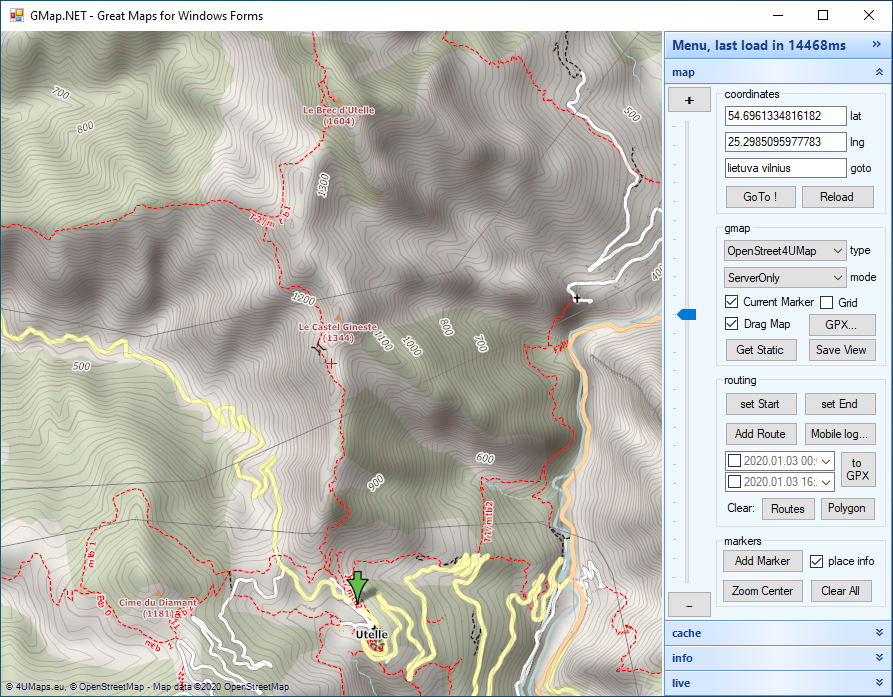 GMap.NET - Great Maps for Windows Forms
Menu, last load in 14468ms
map
coordinates
54.6961334816182 lat
25.2985095977783 lng
lietuva vilnius goto
GoTo ! Reload
gmap
OpenStreet4UMap type
ServerOnly mode
Current Marker Grid
Drag Map GPX...
Get Static Save View
routing
set Start set End
Add Route Mobile log...
2020.01.03 00:
2020.01.03 16:
to
GPX
Clear: Routes Polygon
markers
Add Marker place info
Zoom Center Clear All
cache
info
live
700
800
Le Brec d'Utelle
(1604)
500
1300
1200
Le Castel Gineste
(1344)
1100
1000
800
700
400
500
600
900
Tr1/mtb2
mtb 1
Cime du Diamant
(1181)
mtb
Utelle
© 4UMaps.eu, © OpenStreetMap - Map data ©2020 OpenStreetMap